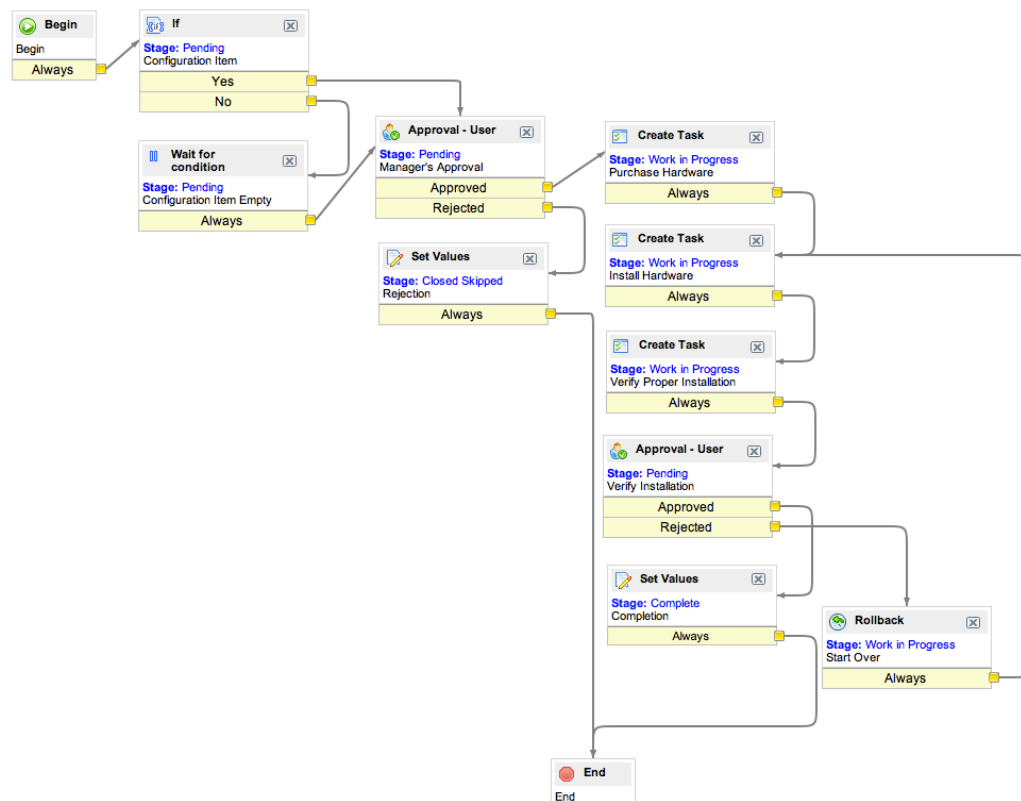 Begin
Begin
Always
If
Stage: Pending
Configuration Item
Yes
No
Wait for
condition
Stage: Pending
Configuration Item Empty
Always
Approval - User
Stage: Pending
Manager's Approval
Approved
Rejected
Set Values
Stage: Closed Skipped
Rejection
Always
Create Task
Stage: Work in Progress
Purchase Hardware
Always
Create Task
Stage: Work in Progress
Install Hardware
Always
Create Task
Stage: Work in Progress
Verify Proper Installation
Always
Approval - User
Stage: Pending
Verify Installation
Approved
Rejected
Set Values
Stage: Complete
Completion
Always
Rollback
Stage: Work in Progress
Start Over
Always
End
End